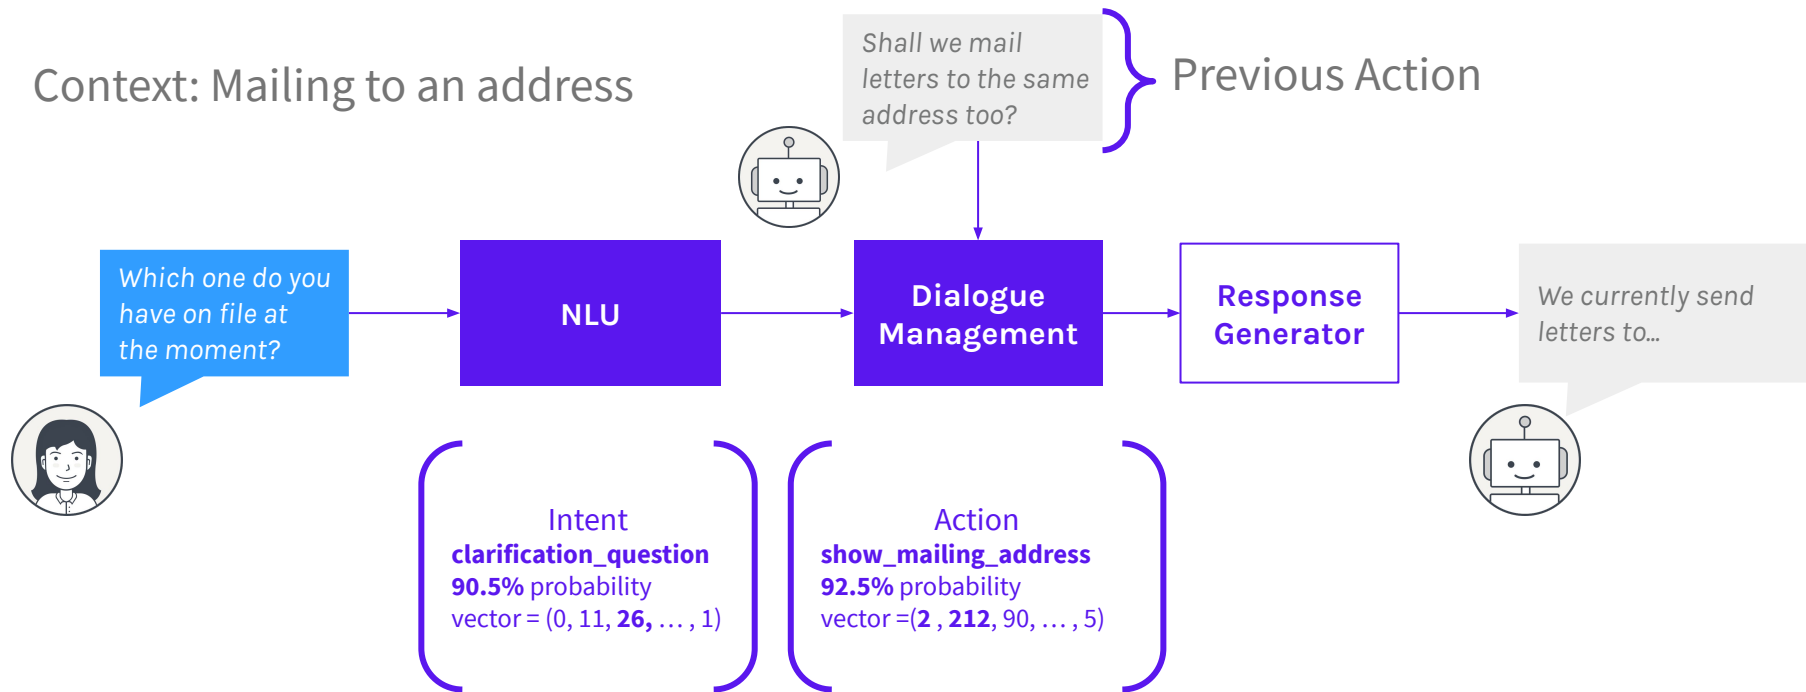 Context: Mailing to an address
Shall we mail
letters to the same
address too?
Previous Action
Which one do you
have on file at
the moment?
NLU
Dialogue
Management
Response
Generator
We currently send
letters to...
Intent
clarification_question
90.5% probability
vector = (0, 11, 26, … , 1)
Action
show_mailing_address
92.5% probability
vector =(2 , 212, 90, … , 5)